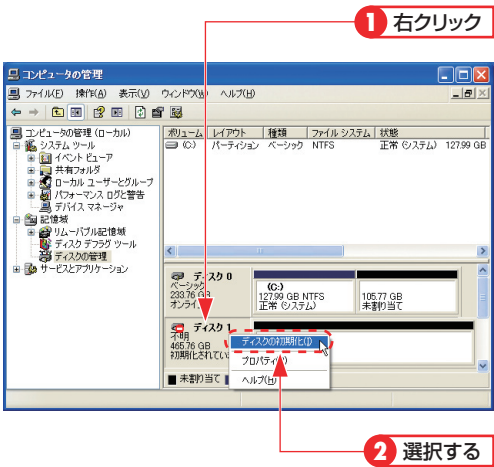 1 右クリック
コンピュータの管理
ファイル(F) 操作(A) 表示(V) ウィンドウ(W) ヘルプ(H)
コンピュータの管理 (ローカル)
システム ツール
イベント ビューア
共有フォルダ
ローカル ユーザーとグループ
パフォーマンス ログと警告
デバイス マネージャ
記憶域
リムーバブル記憶域
ディスク デフラグ ツール
ディスクの管理
サービスとアプリケーション
ボリューム レイアウト 種類 ファイル システム 状態
(C:) パーティション ベーシック NTFS 正常 (システム) 127.99 GB
ディスク 0
ベーシック
233.76 GB
オンライン
(C:)
127.99 GB NTFS
正常 (システム)
105.77 GB
未割り当て
ディスク 1
不明
465.76 GB
初期化されてい
ディスクの初期化(I)
プロパティ(R)
ヘルプ(H)
未割り当て
2 選択する